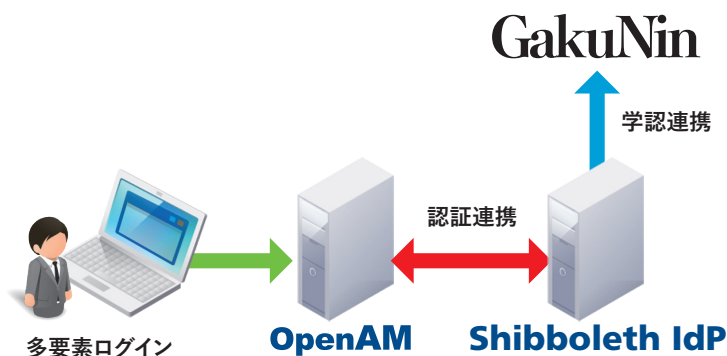 GakuNin
学認連携
認証連携
多要素ログイン
OpenAM
Shibboleth IdP